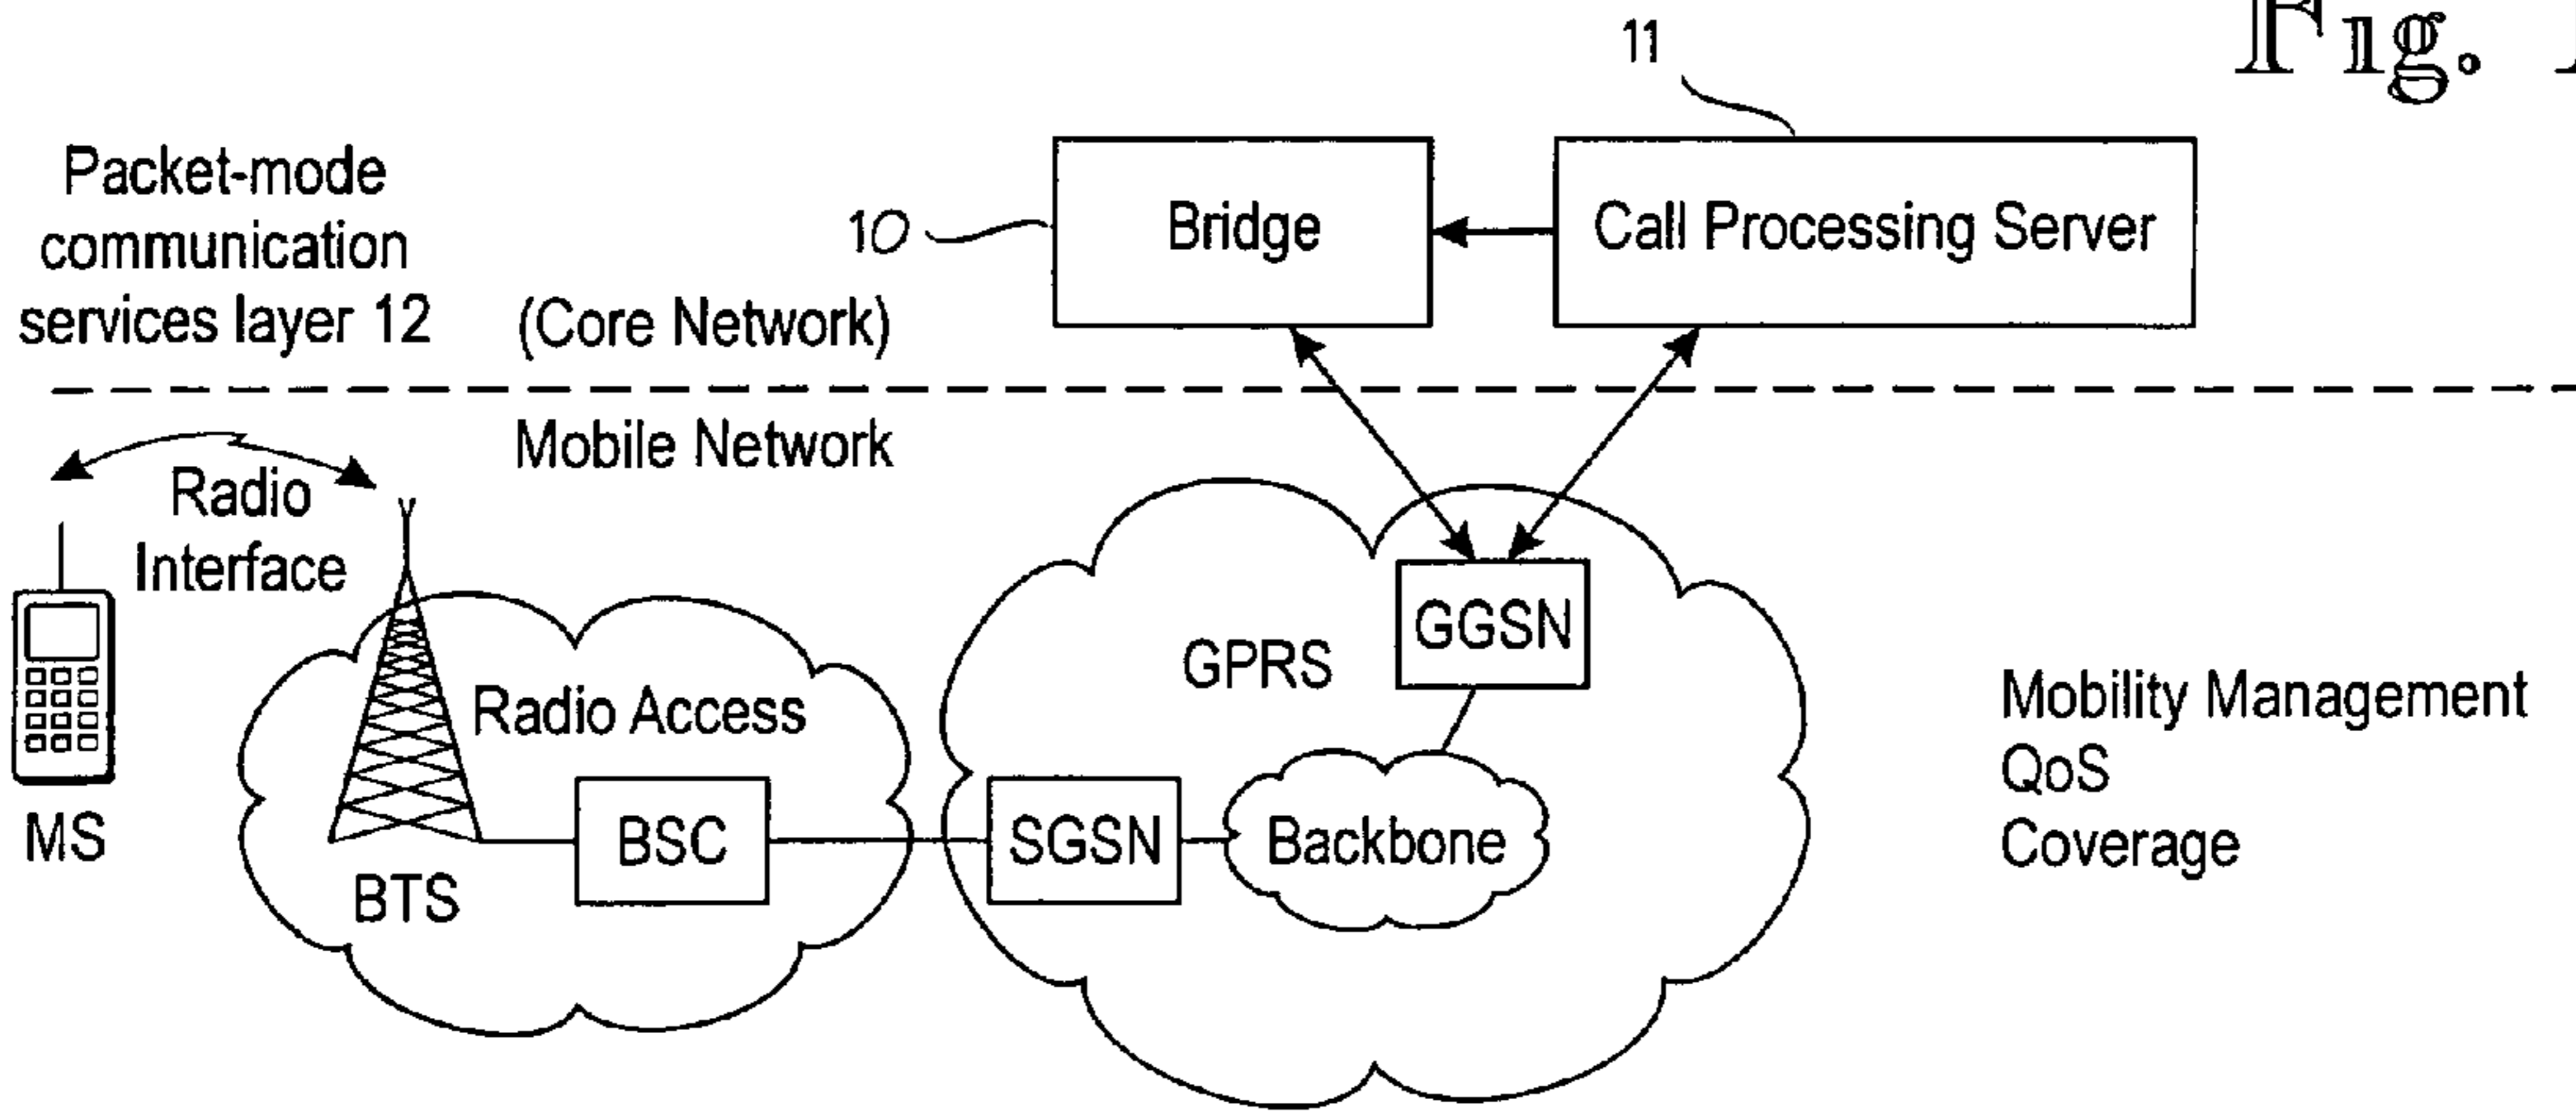 Fig. 1
11
Packet-mode
communication
services layer 12
10
Bridge
Call Processing Server
(Core Network)
Mobile Network
Radio
Interface
MS
BTS
Radio Access
BSC
GPRS
GGSN
SGSN
Backbone
Mobility Management
QoS
Coverage